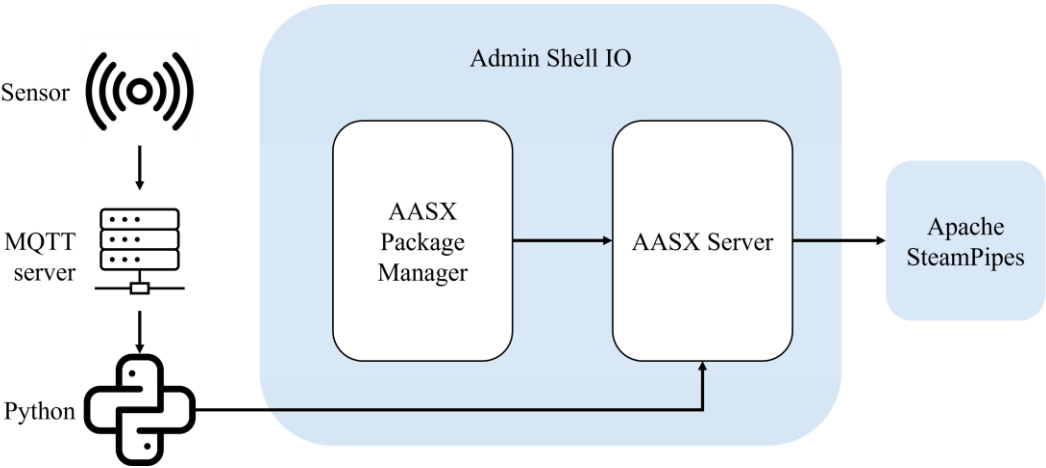 Admin Shell IO
Sensor
MQTT
server
Python
AASX
Package
Manager
AASX Server
Apache
SteamPipes